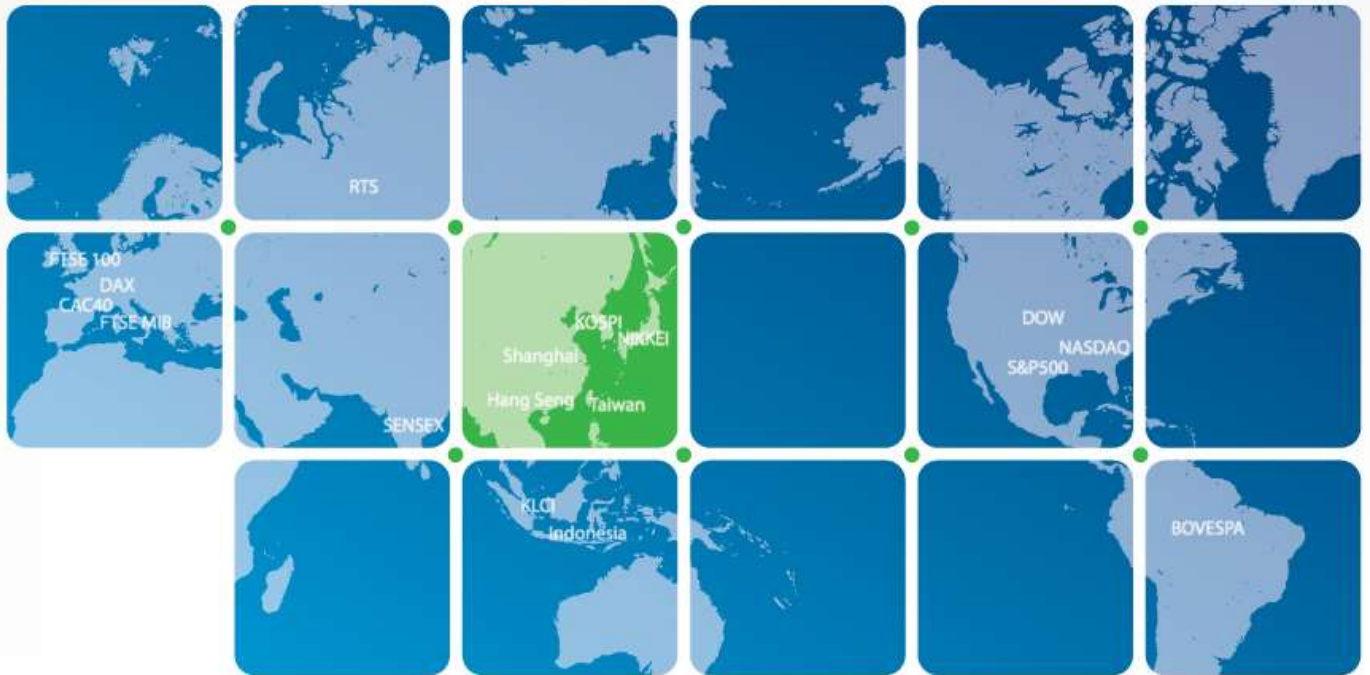 RTS
FTSE 100
DAX
CAC40
FTSE MIB
SENSEX
KOSPI
NIKKEI
Shanghai
Hang Seng
Taiwan
DOW
NASDAQ
S&P500
KLCI
Indonesia
BOVESPA